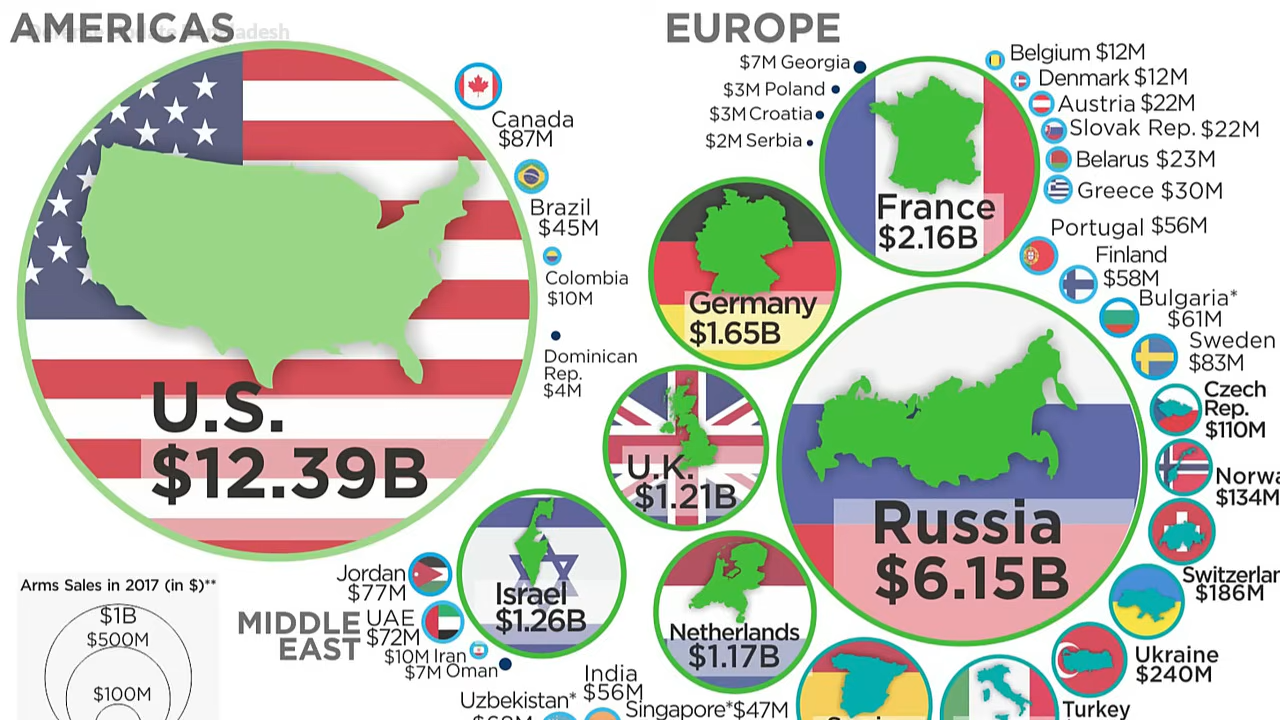 AMERICAS
U.S.
$12.39B
Canada
$87M
Brazil
$45M
Colombia
$10M
Dominican
Rep.
$4M
EUROPE
$7M Georgia
$3M Poland
$3M Croatia
$2M Serbia
France
$2.16B
Belgium $12M
Denmark $12M
Austria $22M
Slovak Rep. $22M
Belarus $23M
Greece $30M
Portugal $56M
Finland
$58M
Bulgaria*
$61M
Sweden
$83M
Czech
Rep.
$110M
Norwa
$134M
Switzerlar
$186M
Ukraine
$240M
Turkey
Germany
$1.65B
U.K.
$1.21B
Russia
$6.15B
Netherlands
$1.17B
MIDDLE
EAST
Jordan
$77M
UAE
$72M
$10M Iran
$7M Oman
Israel
$1.26B
India
$56M
Uzbekistan*
Singapore* $47M
Arms Sales in 2017 (in $)**
$1B
$500M
$100M